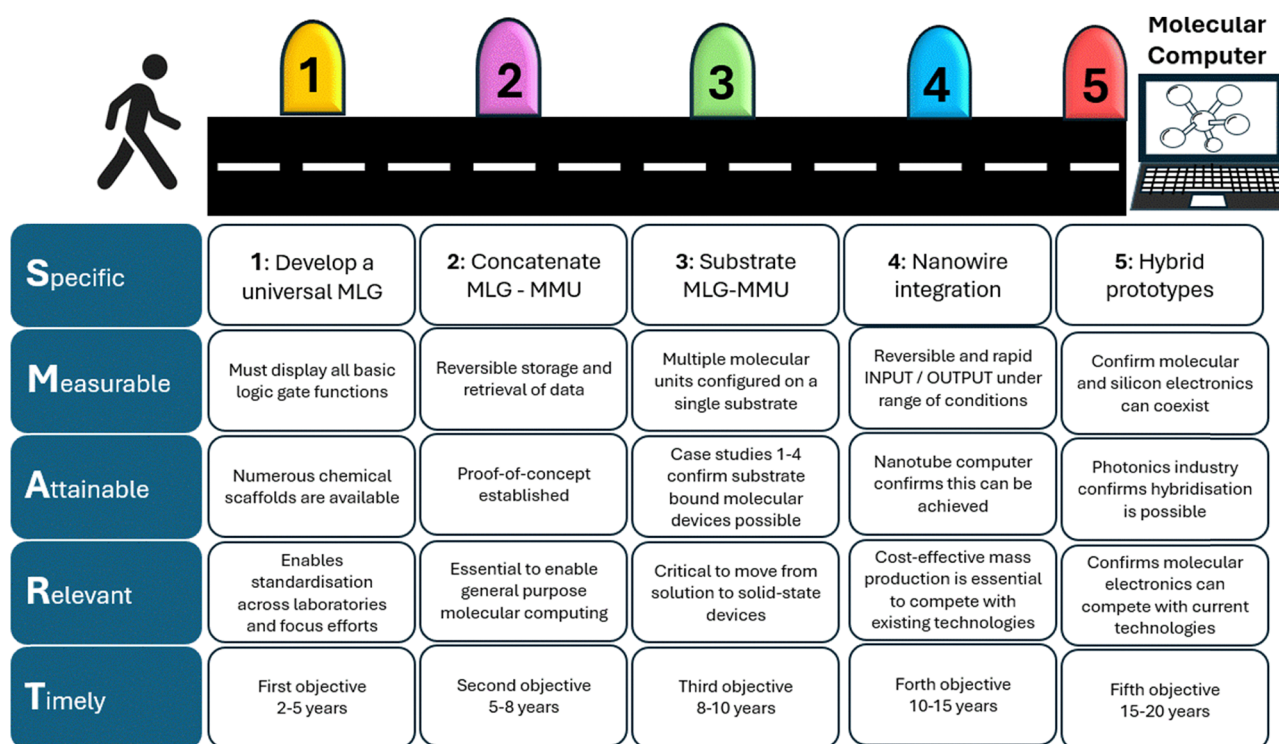 1
2
3
4
5
Molecular
Computer
Specific
1: Develop a
universal MLG
2: Concatenate
MLG - MMU
3: Substrate
MLG-MMU
4: Nanowire
integration
5: Hybrid
prototypes
Measurable
Must display all basic
logic gate functions
Reversible storage and
retrieval of data
Multiple molecular
units configured on a
single substrate
Reversible and rapid
INPUT / OUTPUT under
range of conditions
Confirm molecular
and silicon electronics
can coexist
Attainable
Numerous chemical
scaffolds are available
Proof-of-concept
established
Case studies 1-4
confirm substrate
bound molecular
devices possible
Nanotube computer
confirms this can be
achieved
Photonics industry
confirms hybridisation
is possible
Relevant
Enables
standardisation
across laboratories
and focus efforts
Essential to enable
general purpose
molecular computing
Critical to move from
solution to solid-state
devices
Cost-effective mass
production is essential
to compete with
existing technologies
Confirms molecular
electronics can
compete with current
technologies
Timely
First objective
2-5 years
Second objective
5-8 years
Third objective
8-10 years
Forth objective
10-15 years
Fifth objective
15-20 years